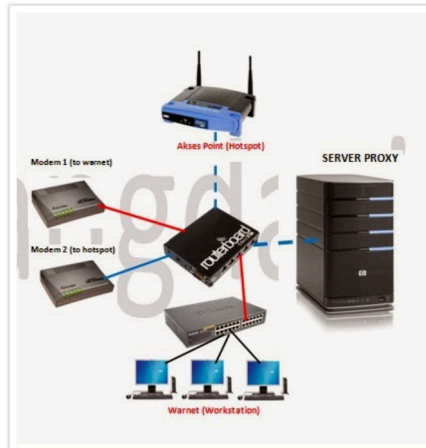 Akses Point (Hotspot)
Modem 1 (to warnet)
SERVER PROXY
Modem 2 (to hotspot)
routerboard
Warnet (Workstation)